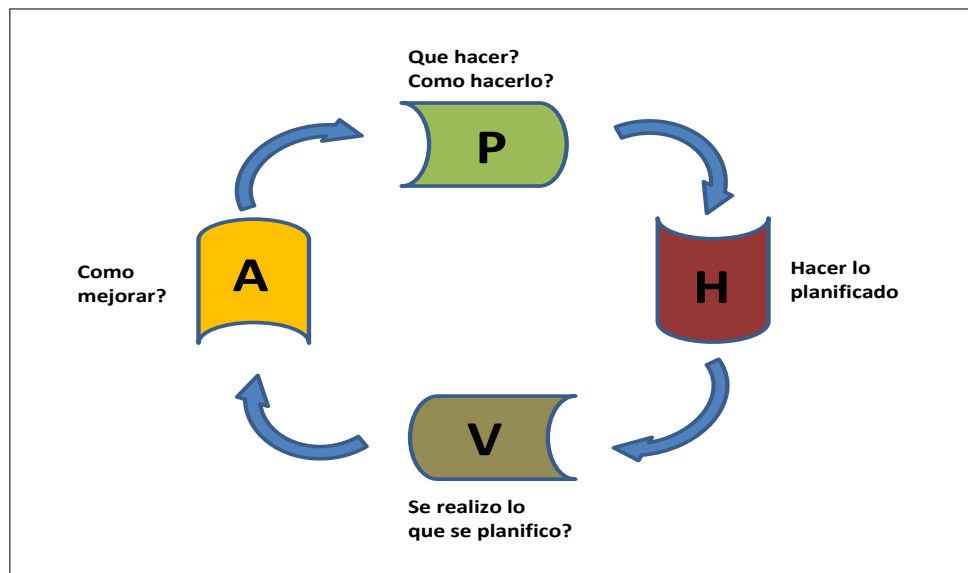 Que hacer?
Como hacerlo?
P
A
Como
mejorar?
H
Hacer lo
planificado
V
Se realizo lo
que se planifico?